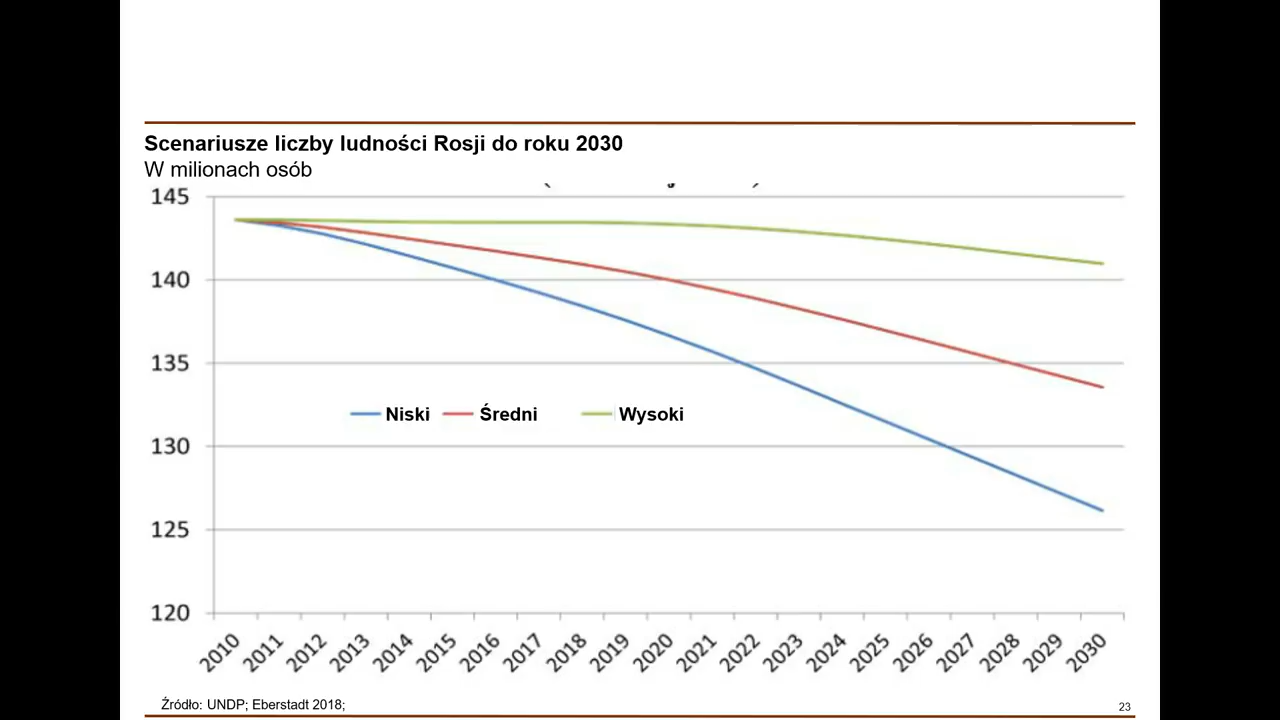 Scenariusze liczby ludności Rosji do roku 2030
W milionach osób
145
140
135
130
125
120
Niski Średni Wysoki
2010 2011 2012 2013 2014 2015 2016 2017 2018 2019 2020 2021 2022 2023 2024 2025 2026 2027 2028 2029 2030
Źródło: UNDP; Eberstadt 2018;
23